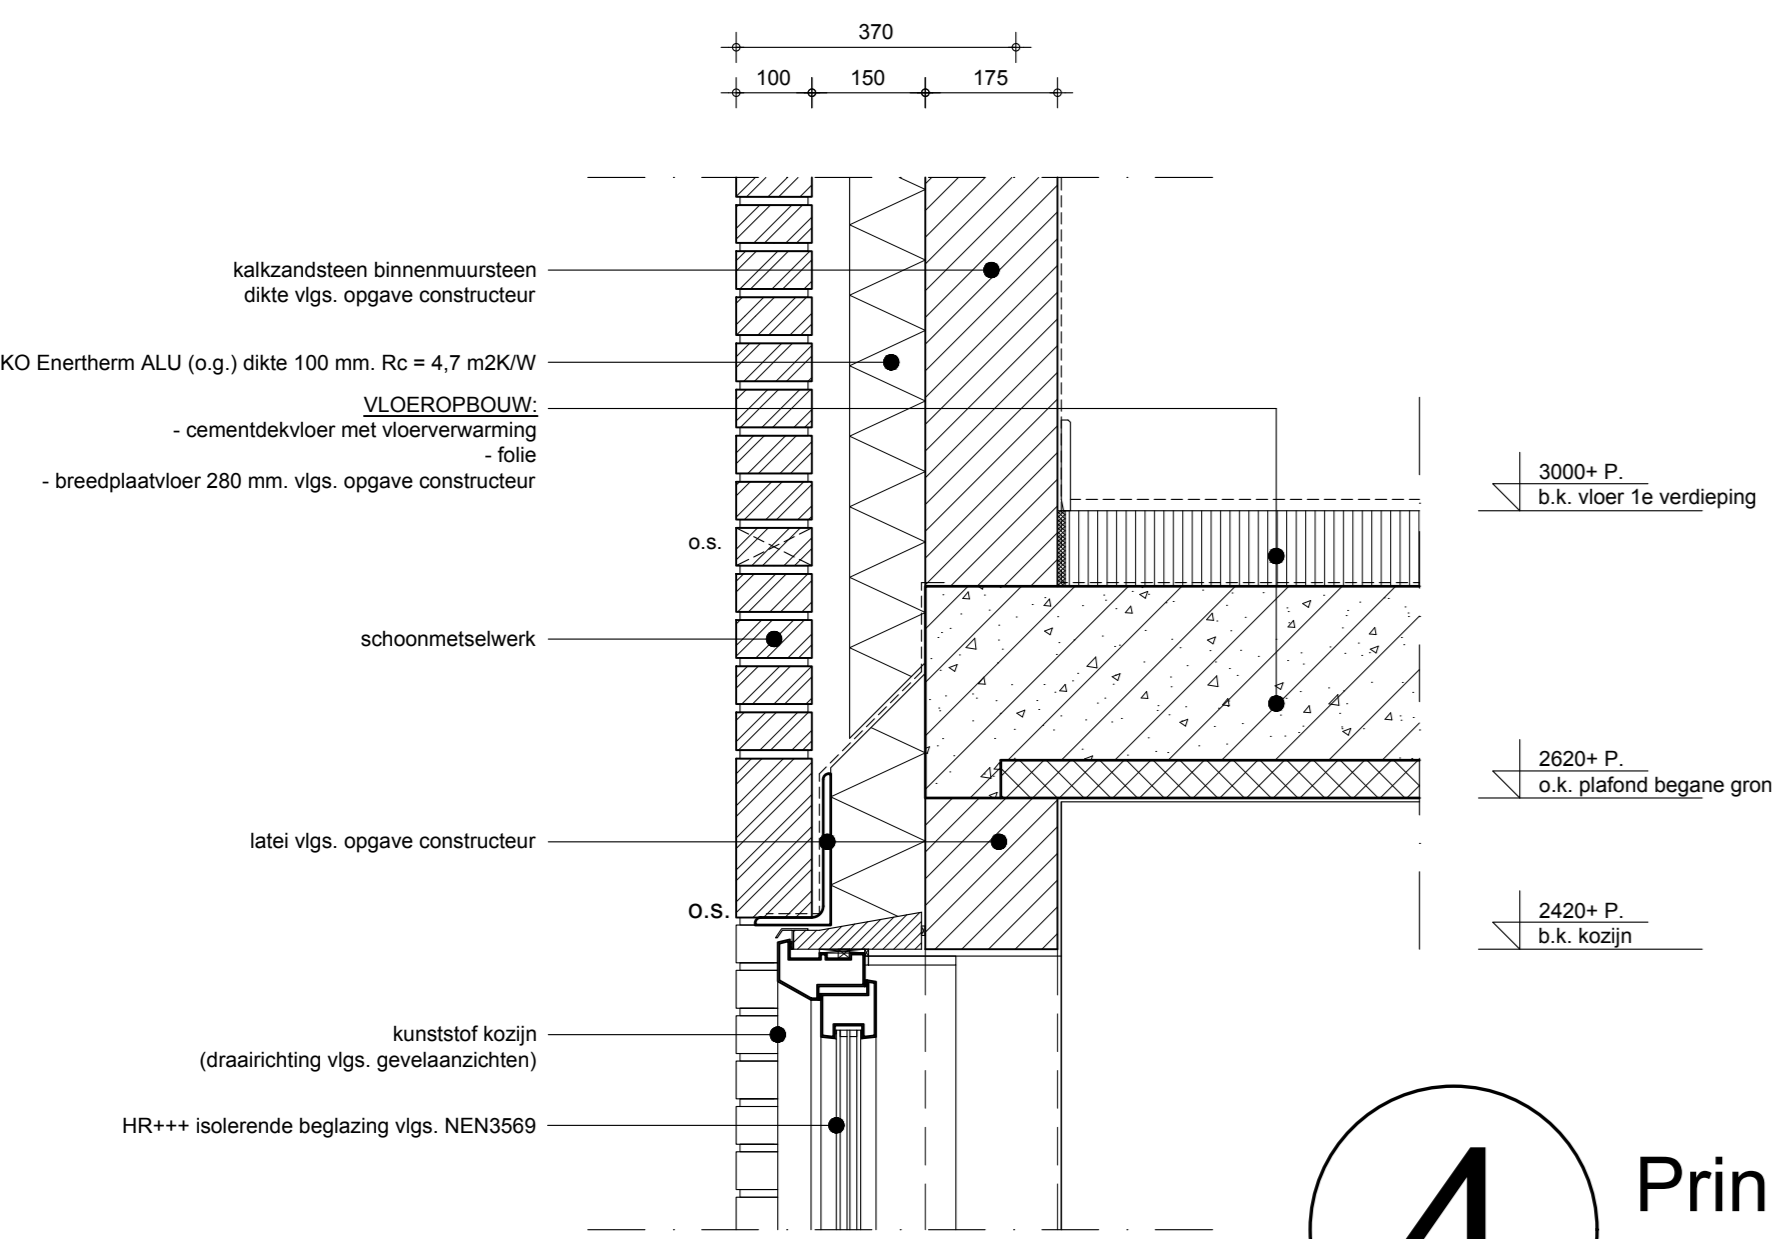 370
100 150 175
kalkzandsteen binnenmuursteen
dikte vlgs. opgave constructeur
KO Enertherm ALU (o.g.) dikte 100 mm. Rc = 4,7 m2K/W
VLOEROPBOUW:
- cementdekvloer met vloerverwarming
- folie
- breedplaatvloer 280 mm. vlgs. opgave constructeur
3000+ P.
b.k. vloer 1e verdieping
o.s.
schoonmetselwerk
2620+ P.
o.k. plafond begane gron
latei vlgs. opgave constructeur
o.s.
2420+ P.
b.k. kozijn
kunststof kozijn
(draairichting vlgs. gevelaanzichten)
HR+++ isolerende beglazing vlgs. NEN3569
4
Prin